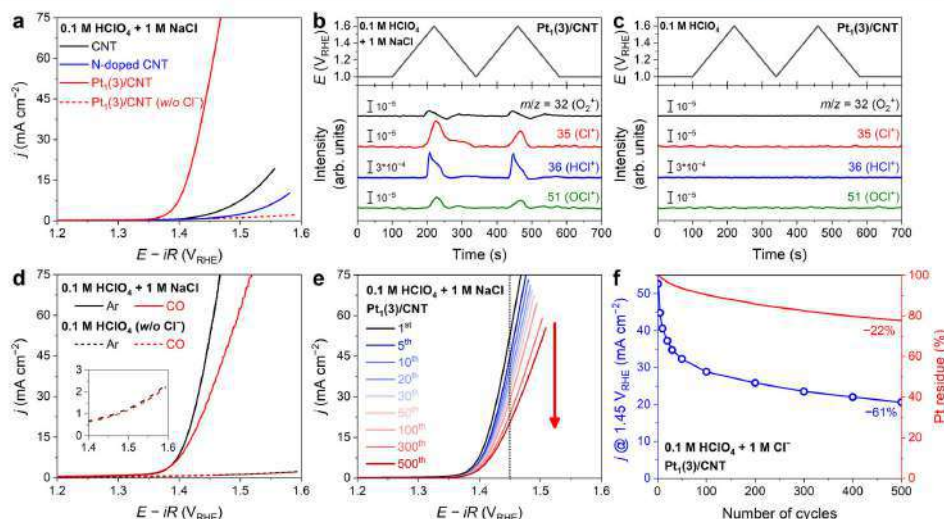 a
0.1 M HClO₄ + 1 M NaCl
CNT
N-doped CNT
Pt₁(3)/CNT
Pt₁(3)/CNT (w/o Cl⁻)
j (mA cm⁻²)
75
60
45
30
15
0
1.2 1.3 1.4 1.5 1.6
E − iR (V_RHE)
b
0.1 M HClO₄
+ 1 M NaCl
Pt₁(3)/CNT
E (V_RHE)
1.6
1.4
1.2
1.0
Intensity
(arb. units)
10⁻⁵ m/z = 32 (O₂⁺)
10⁻⁵ 35 (Cl⁺)
3*10⁻⁴ 36 (HCl⁺)
10⁻⁵ 51 (OCl⁺)
0 100 200 300 400 500 600 700
Time (s)
c
0.1 M HClO₄
Pt₁(3)/CNT
E (V_RHE)
1.6
1.4
1.2
1.0
Intensity
(arb. units)
10⁻⁵ m/z = 32 (O₂⁺)
10⁻⁵ 35 (Cl⁺)
3*10⁻⁴ 36 (HCl⁺)
10⁻⁵ 51 (OCl⁺)
0 100 200 300 400 500 600 700
Time (s)
d
0.1 M HClO₄ + 1 M NaCl
Ar CO
0.1 M HClO₄ (w/o Cl⁻)
Ar CO
j (mA cm⁻²)
75
60
45
30
15
0
3
2
1
0
1.4 1.5 1.6
1.2 1.3 1.4 1.5 1.6
E − iR (V_RHE)
e
0.1 M HClO₄ + 1 M NaCl
Pt₁(3)/CNT
1ˢᵗ
5ᵗʰ
10ᵗʰ
20ᵗʰ
30ᵗʰ
50ᵗʰ
100ᵗʰ
300ᵗʰ
500ᵗʰ
j (mA cm⁻²)
75
60
45
30
15
0
1.2 1.3 1.4 1.5 1.6
E − iR (V_RHE)
f
j @ 1.45 V_RHE (mA cm⁻²)
50
40
30
20
10
0
−22%
−61%
0.1 M HClO₄ + 1 M Cl⁻
Pt₁(3)/CNT
100
80
60
40
20
0
Pt residue (%)
0 100 200 300 400 500
Number of cycles